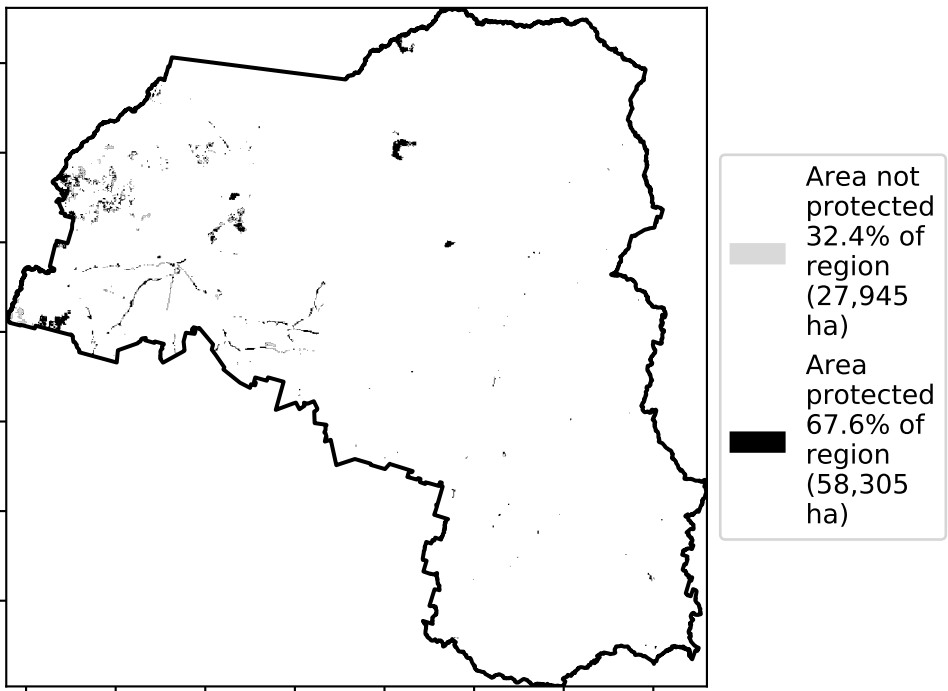 Area not
protected
32.4% of
region
(27,945
ha)
Area
protected
67.6% of
region
(58,305
ha)